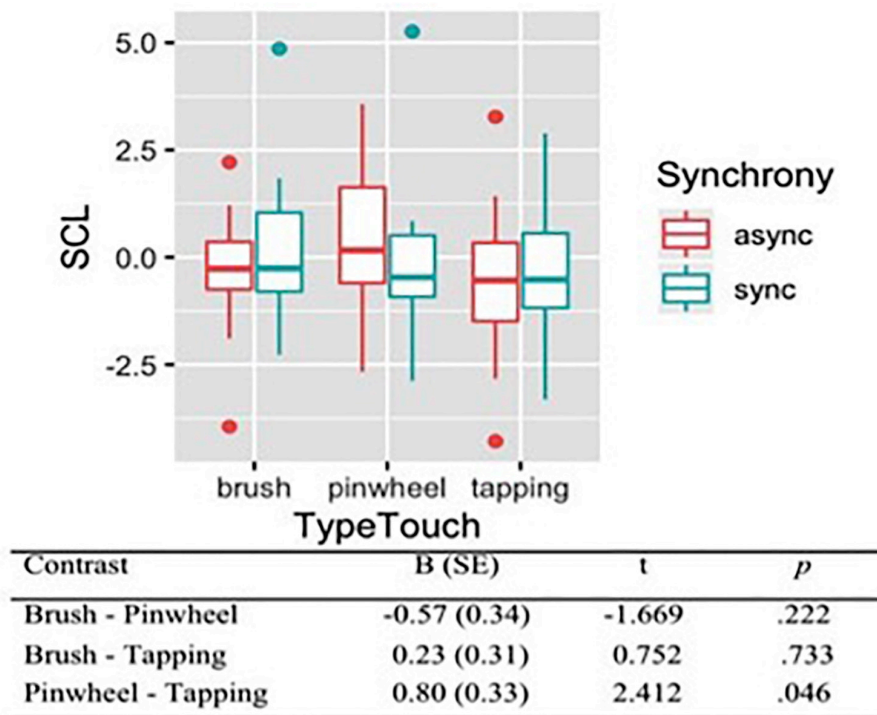 5.0
2.5
0.0
-2.5
SCL
brush pinwheel tapping
TypeTouch
Synchrony
async
sync
Contrast B (SE) t p
Brush - Pinwheel -0.57 (0.34) -1.669 .222
Brush - Tapping 0.23 (0.31) 0.752 .733
Pinwheel - Tapping 0.80 (0.33) 2.412 .046